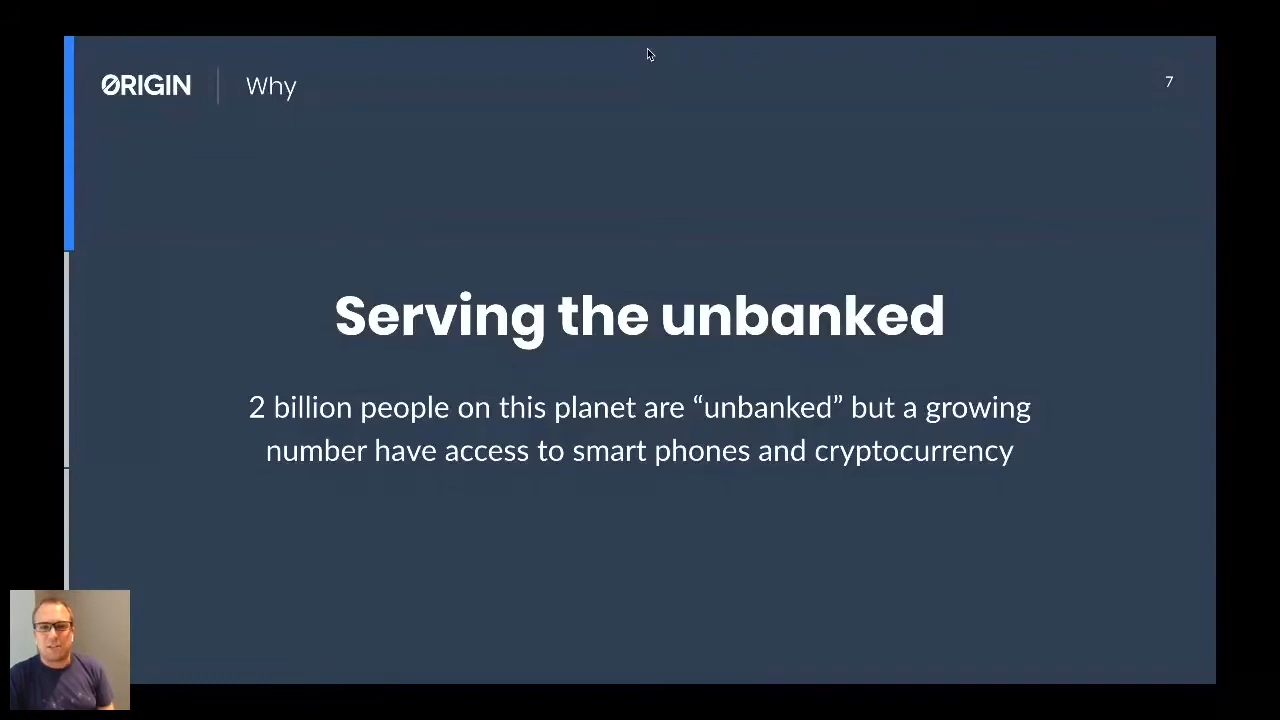 ØRIGIN
Why
7
Serving the unbanked
2 billion people on this planet are “unbanked” but a growing
number have access to smart phones and cryptocurrency